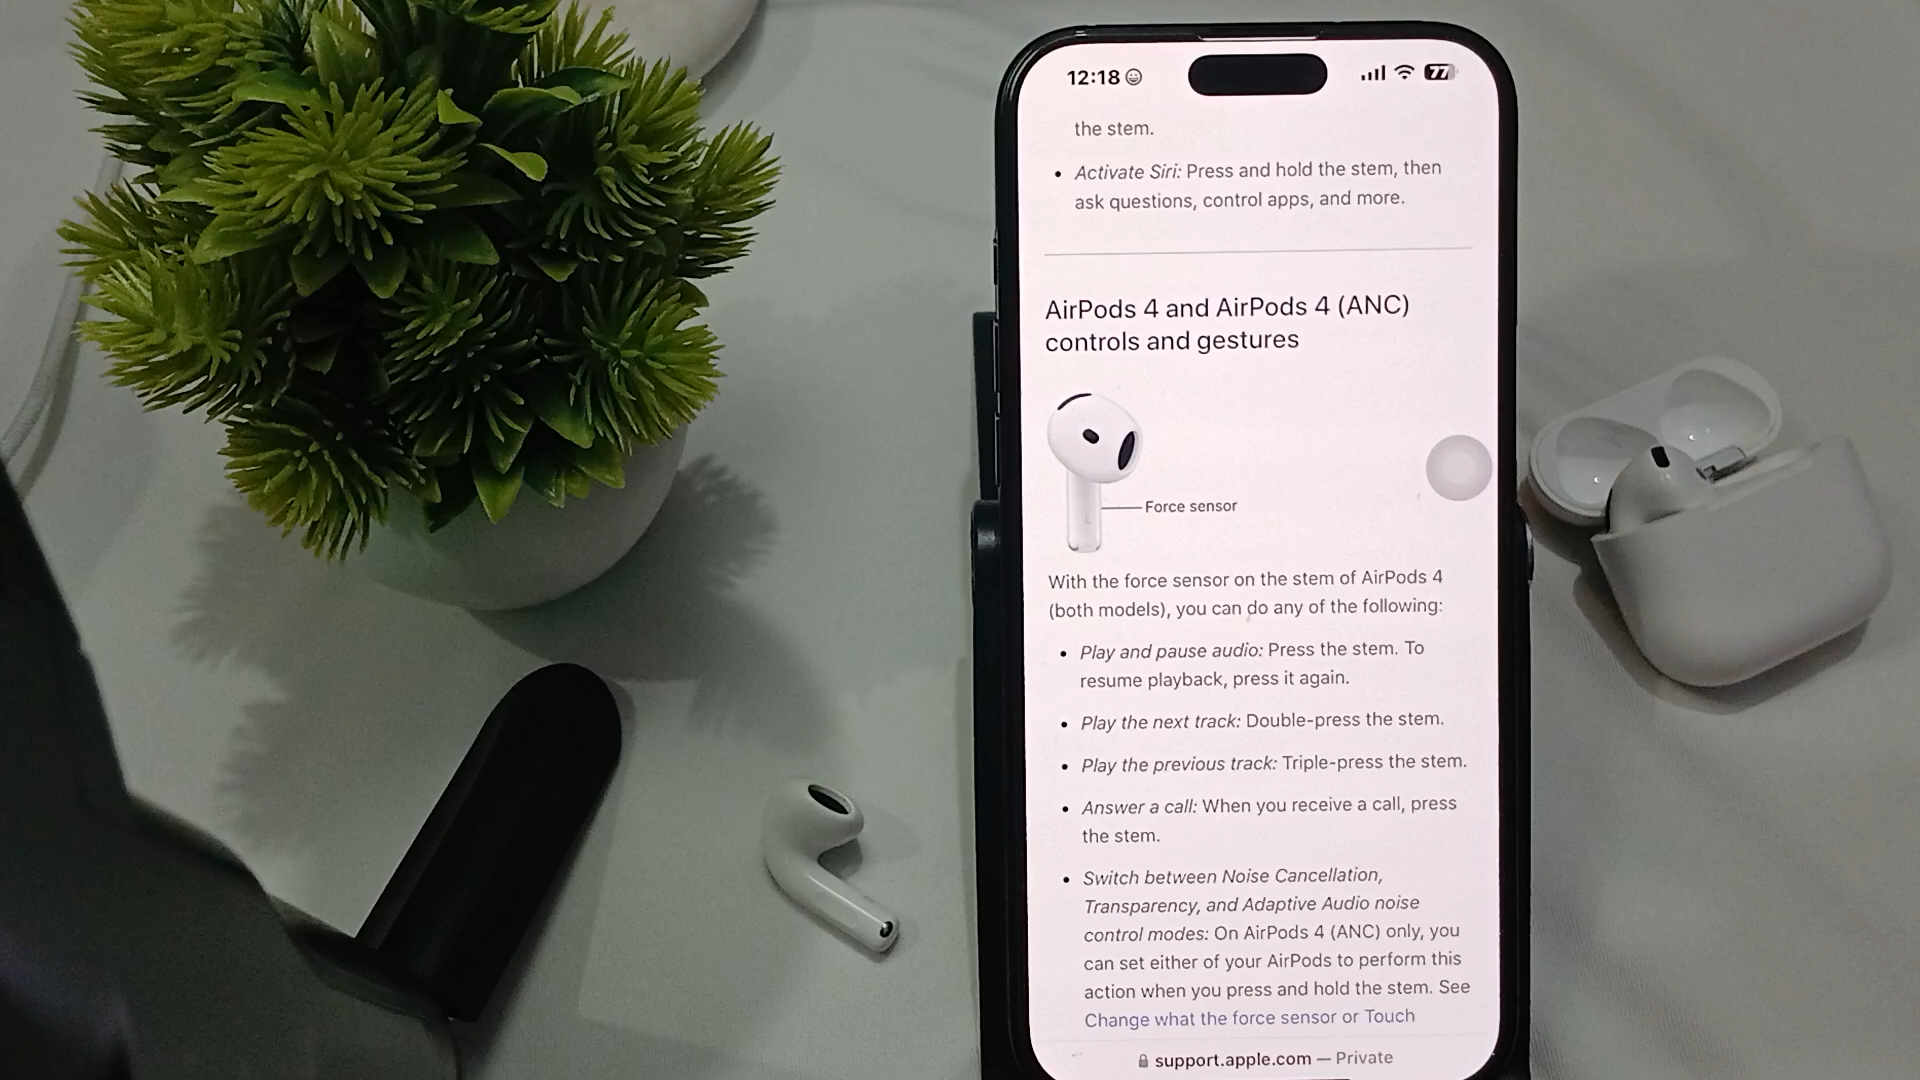 12:18
77
the stem.
• Activate Siri: Press and hold the stem, then
ask questions, control apps, and more.
AirPods 4 and AirPods 4 (ANC)
controls and gestures
Force sensor
With the force sensor on the stem of AirPods 4
(both models), you can do any of the following:
• Play and pause audio: Press the stem. To
resume playback, press it again.
• Play the next track: Double-press the stem.
• Play the previous track: Triple-press the stem.
• Answer a call: When you receive a call, press
the stem.
• Switch between Noise Cancellation,
Transparency, and Adaptive Audio noise
control modes: On AirPods 4 (ANC) only, you
can set either of your AirPods to perform this
action when you press and hold the stem. See
Change what the force sensor or Touch
support.apple.com — Private